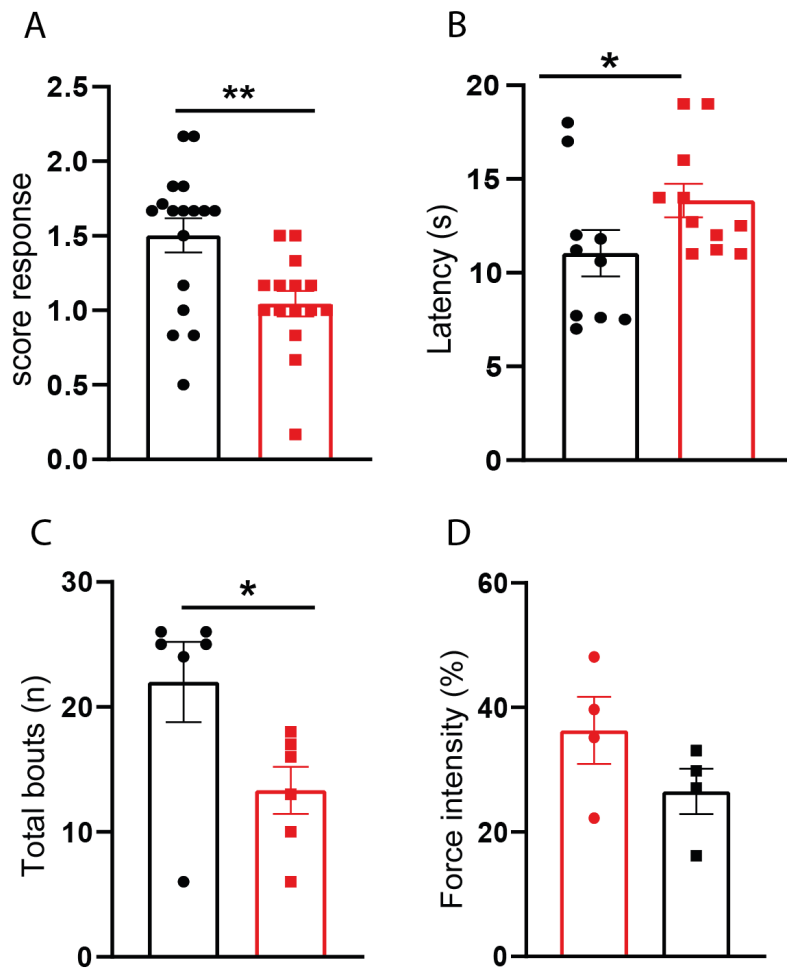 A
score response
2.5
2.0
1.5
1.0
0.5
0.0
**
B
Latency (s)
20
15
10
5
0
*
C
Total bouts (n)
30
20
10
0
*
D
Force intensity (%)
60
40
20
0